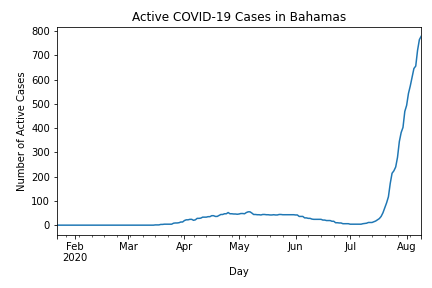 Active COVID-19 Cases in Bahamas
800
700
600
500
400
300
200
100
0
Number of Active Cases
Feb Mar Apr May Jun Jul Aug
2020
Day